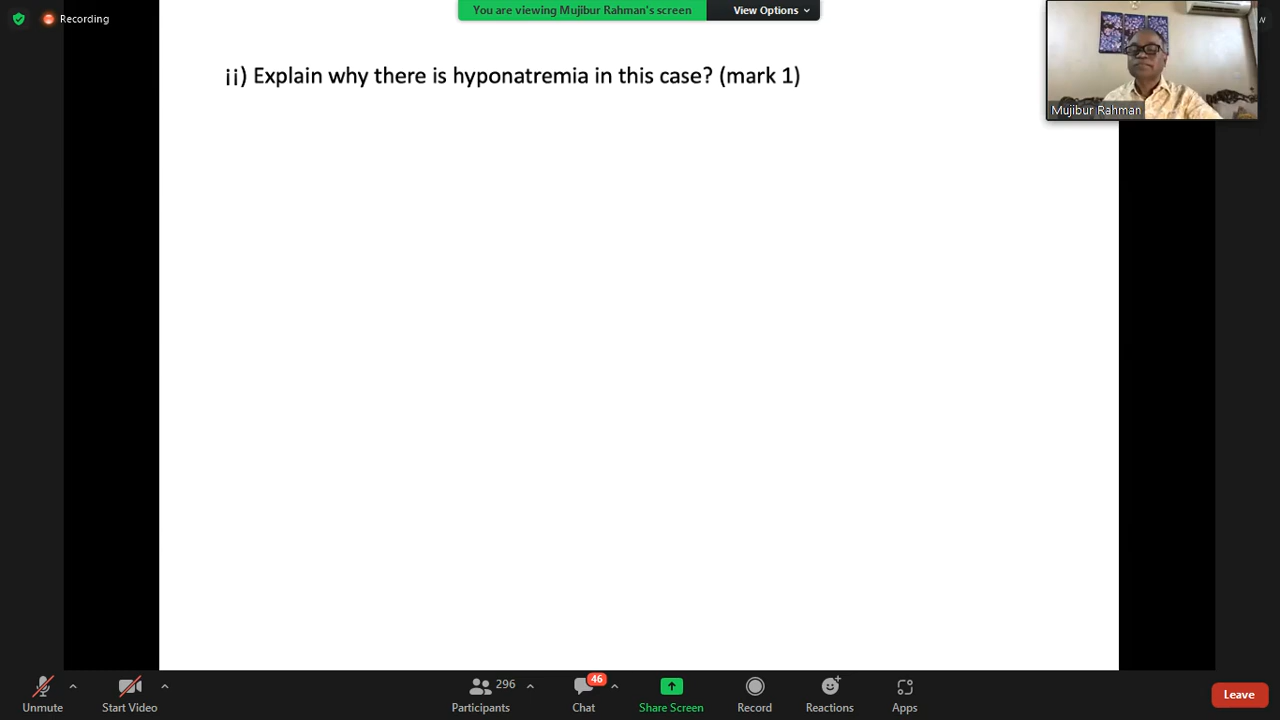 Recording
You are viewing Mujibur Rahman's screen
View Options
ii) Explain why there is hyponatremia in this case? (mark 1)
Mujibur Rahman
Unmute
Start Video
296
Participants
46
Chat
Share Screen
Record
Reactions
Apps
Leave